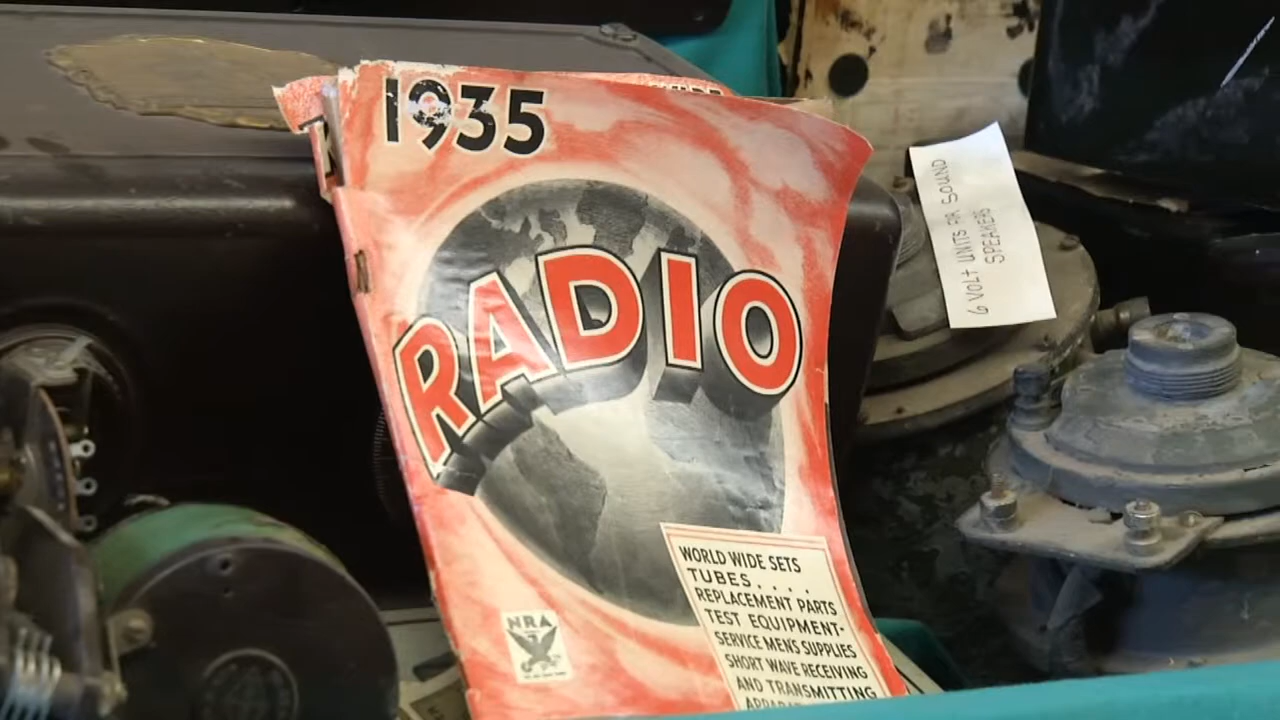 1935
RADIO
WORLD WIDE SETS
TUBES....
REPLACEMENT PARTS
TEST EQUIPMENT-
SERVICE MEN'S SUPPLIES
SHORT WAVE RECEIVING
AND TRANSMITTING
NRA
6 VOLT UNITS FOR SOUND
SPEAKERS